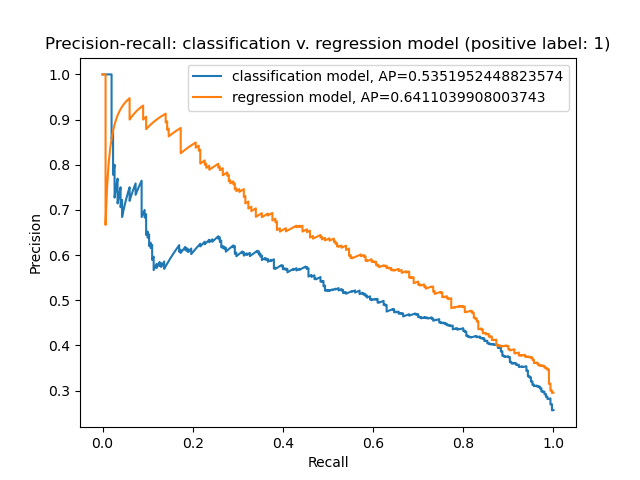 Precision-recall: classification v. regression model (positive label: 1)
classification model, AP=0.5351952448823574
regression model, AP=0.6411039908003743
1.0
0.9
0.8
0.7
0.6
0.5
0.4
0.3
Precision
0.0 0.2 0.4 0.6 0.8 1.0
Recall